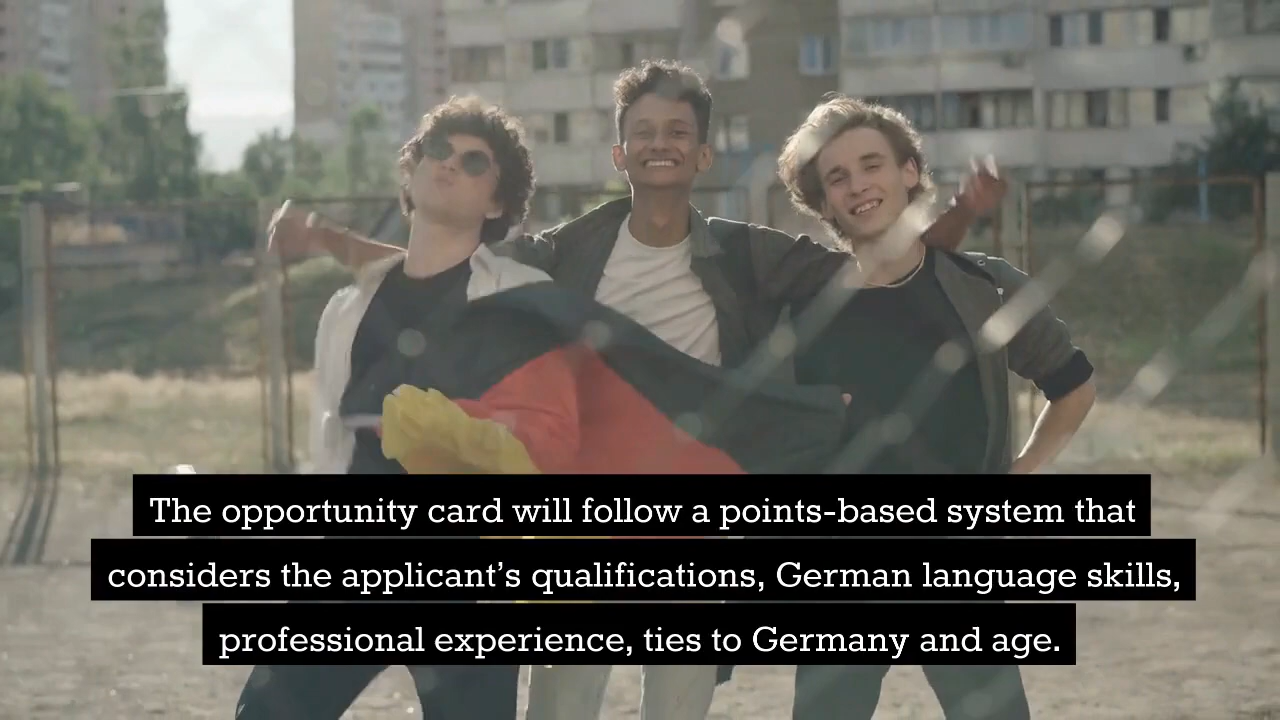 The opportunity card will follow a points-based system that
considers the applicant’s qualifications, German language skills,
professional experience, ties to Germany and age.